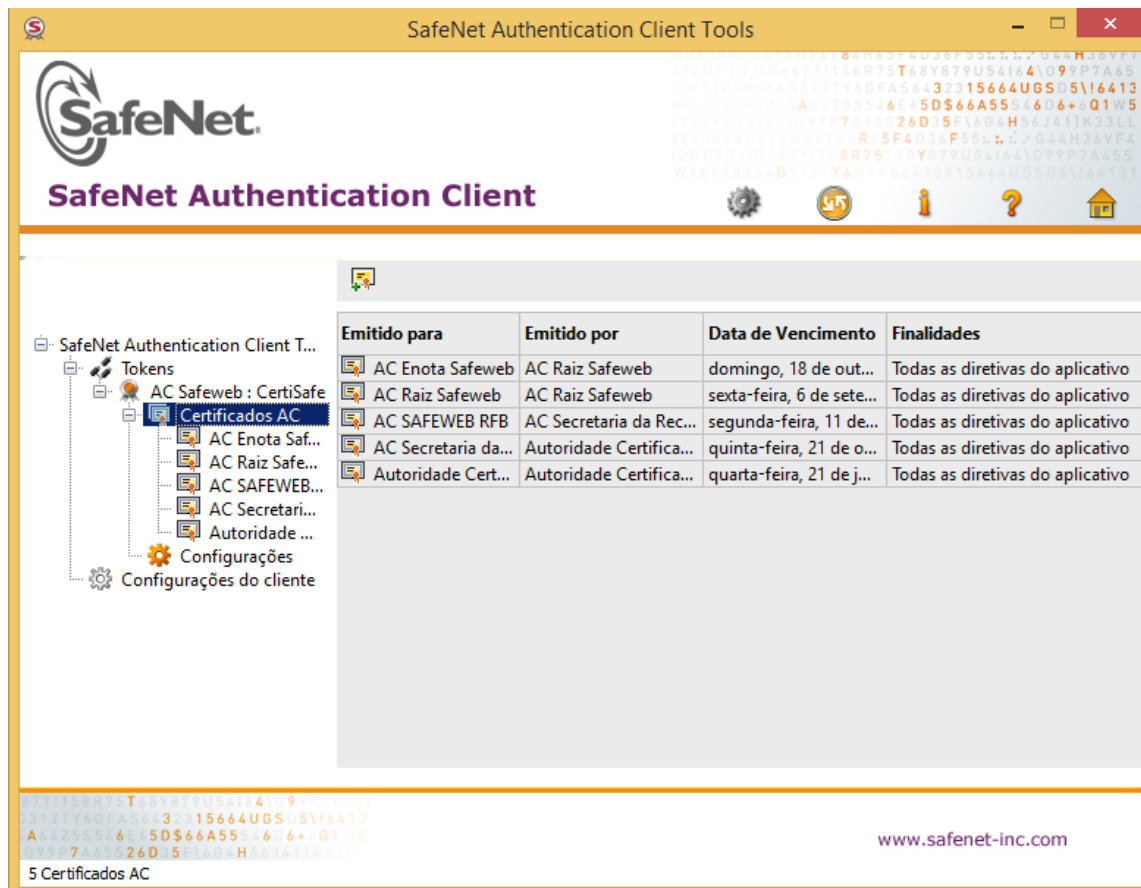 SafeNet Authentication Client Tools
SafeNet.
SafeNet Authentication Client
SafeNet Authentication Client T...
Tokens
AC Safeweb : CertiSafe
Certificados AC
AC Enota Saf...
AC Raiz Safe...
AC SAFEWEB...
AC Secretari...
Autoridade ...
Configurações
Configurações do cliente
Emitido para Emitido por Data de Vencimento Finalidades
AC Enota Safeweb AC Raiz Safeweb domingo, 18 de out... Todas as diretivas do aplicativo
AC Raiz Safeweb AC Raiz Safeweb sexta-feira, 6 de sete... Todas as diretivas do aplicativo
AC SAFEWEB RFB AC Secretaria da Rec... segunda-feira, 11 de... Todas as diretivas do aplicativo
AC Secretaria da... Autoridade Certifica... quinta-feira, 21 de o... Todas as diretivas do aplicativo
Autoridade Cert... Autoridade Certifica... quarta-feira, 21 de j... Todas as diretivas do aplicativo
www.safenet-inc.com
5 Certificados AC